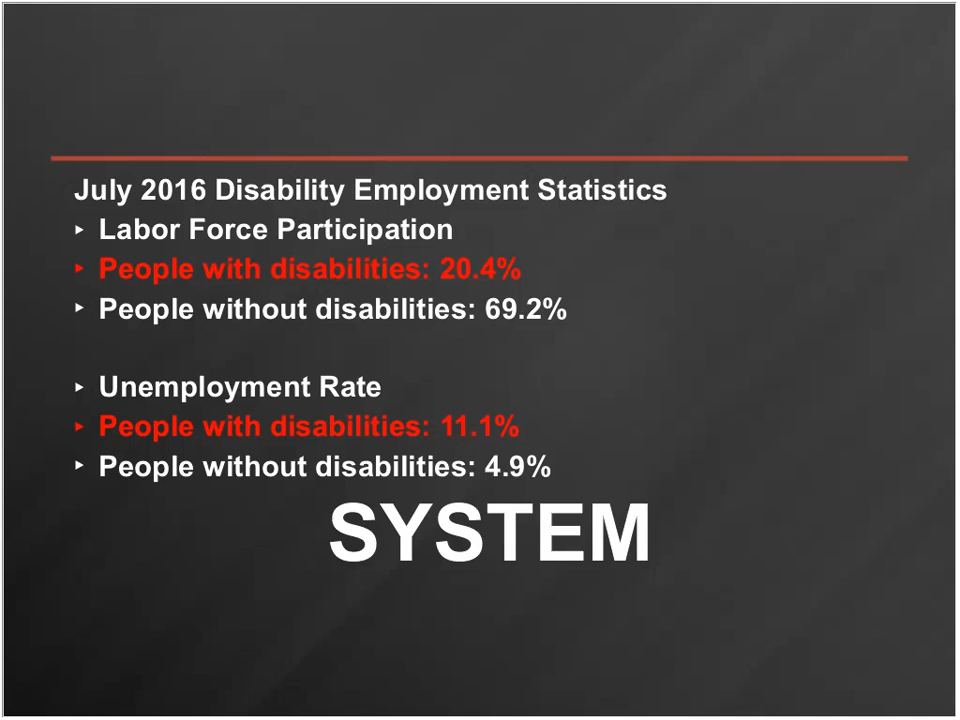 July 2016 Disability Employment Statistics
‣ Labor Force Participation
‣ People with disabilities: 20.4%
‣ People without disabilities: 69.2%
‣ Unemployment Rate
‣ People with disabilities: 11.1%
‣ People without disabilities: 4.9%
SYSTEM